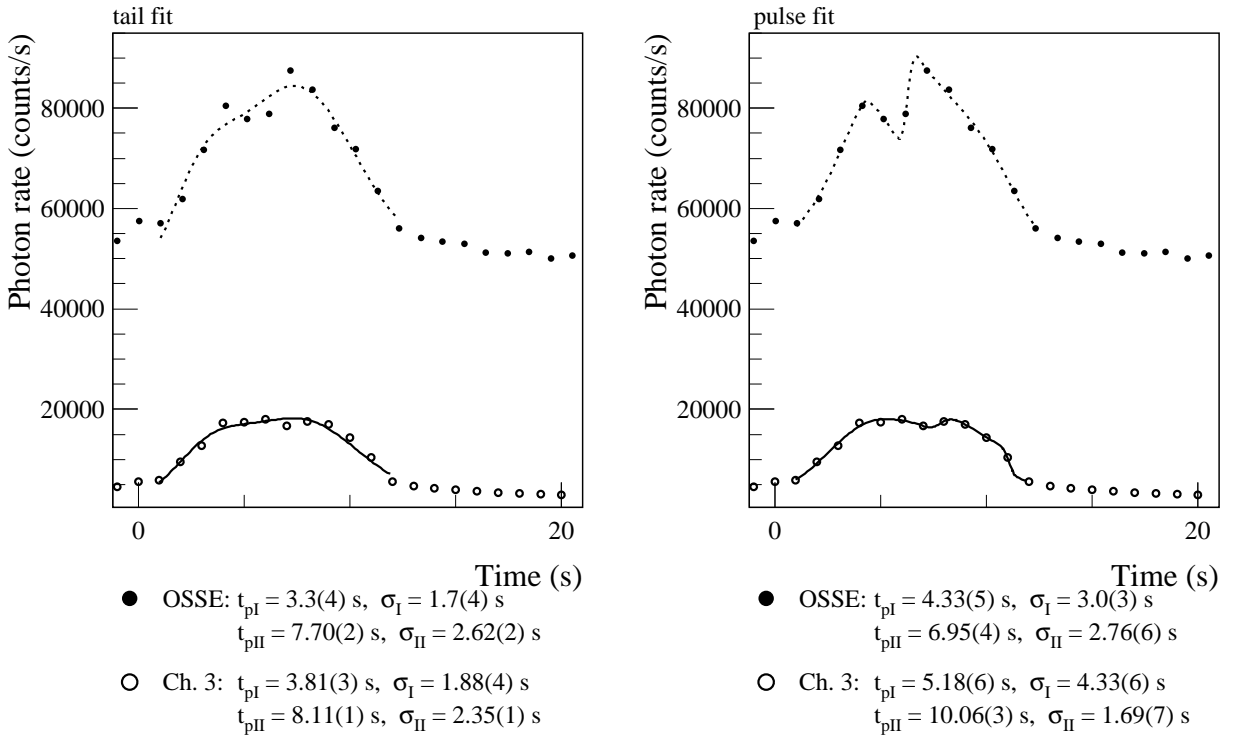 tail fit
Photon rate (counts/s)
80000
60000
40000
20000
0 20
Time (s)
OSSE: t_pI = 3.3(4) s, σ_I = 1.7(4) s
t_pII = 7.70(2) s, σ_II = 2.62(2) s
Ch. 3: t_pI = 3.81(3) s, σ_I = 1.88(4) s
t_pII = 8.11(1) s, σ_II = 2.35(1) s
pulse fit
Photon rate (counts/s)
80000
60000
40000
20000
0 20
Time (s)
OSSE: t_pI = 4.33(5) s, σ_I = 3.0(3) s
t_pII = 6.95(4) s, σ_II = 2.76(6) s
Ch. 3: t_pI = 5.18(6) s, σ_I = 4.33(6) s
t_pII = 10.06(3) s, σ_II = 1.69(7) s